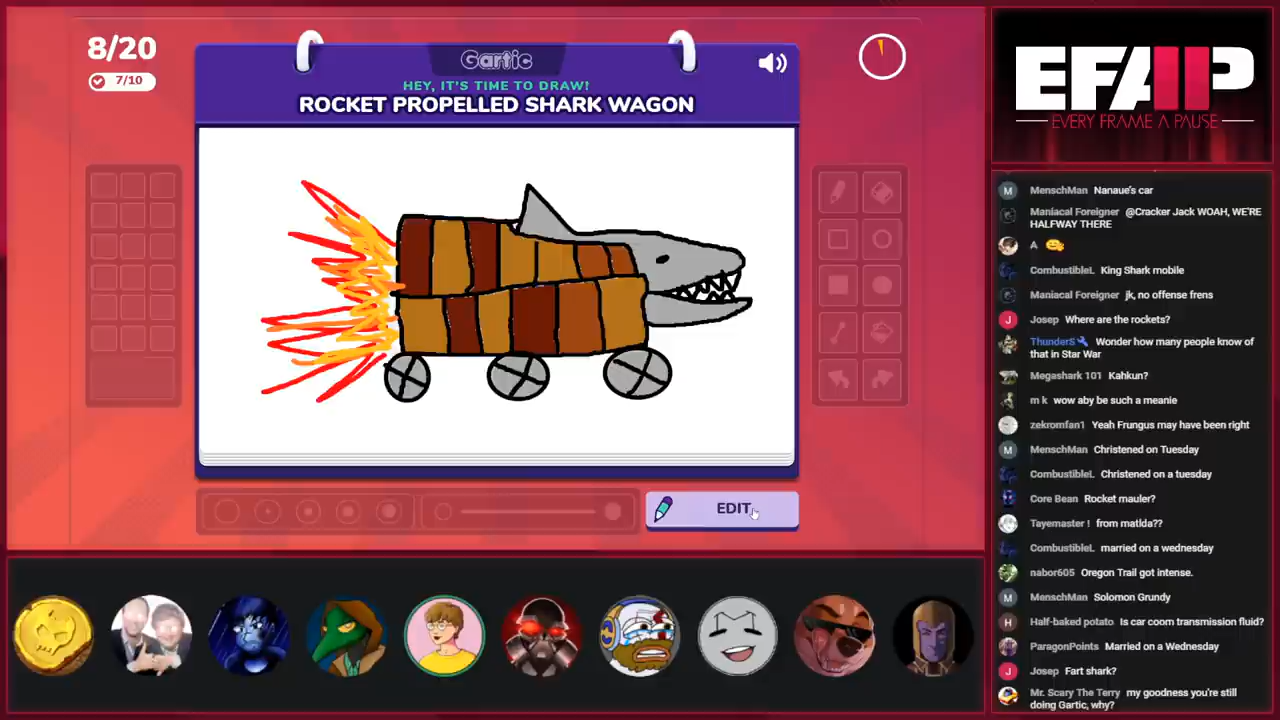 8/20
7/10
Gartic
HEY, IT'S TIME TO DRAW!
ROCKET PROPELLED SHARK WAGON
EDIT
EFAP
EVERY FRAME A PAUSE
M MenschMan Nanaue's car
Maniacal Foreigner @Cracker Jack WOAH, WE'RE
HALFWAY THERE
A
CombustibleL King Shark mobile
Maniacal Foreigner jk, no offense frens
J Josep Where are the rockets?
ThunderS Wonder how many people know of
that in Star War
Megashark 101 Kahkun?
m k wow aby be such a meanie
zekromfan1 Yeah Frungus may have been right
M MenschMan Christened on Tuesday
CombustibleL Christened on a tuesday
Core Bean Rocket mauler?
Tayemaster ! from matlda??
CombustibleL married on a wednesday
nabor605 Oregon Trail got intense.
M MenschMan Solomon Grundy
H Half-baked potato Is car coom transmission fluid?
ParagonPoints Married on a Wednesday
J Josep Fart shark?
Mr. Scary The Terry my goodness you're still
doing Gartic, why?